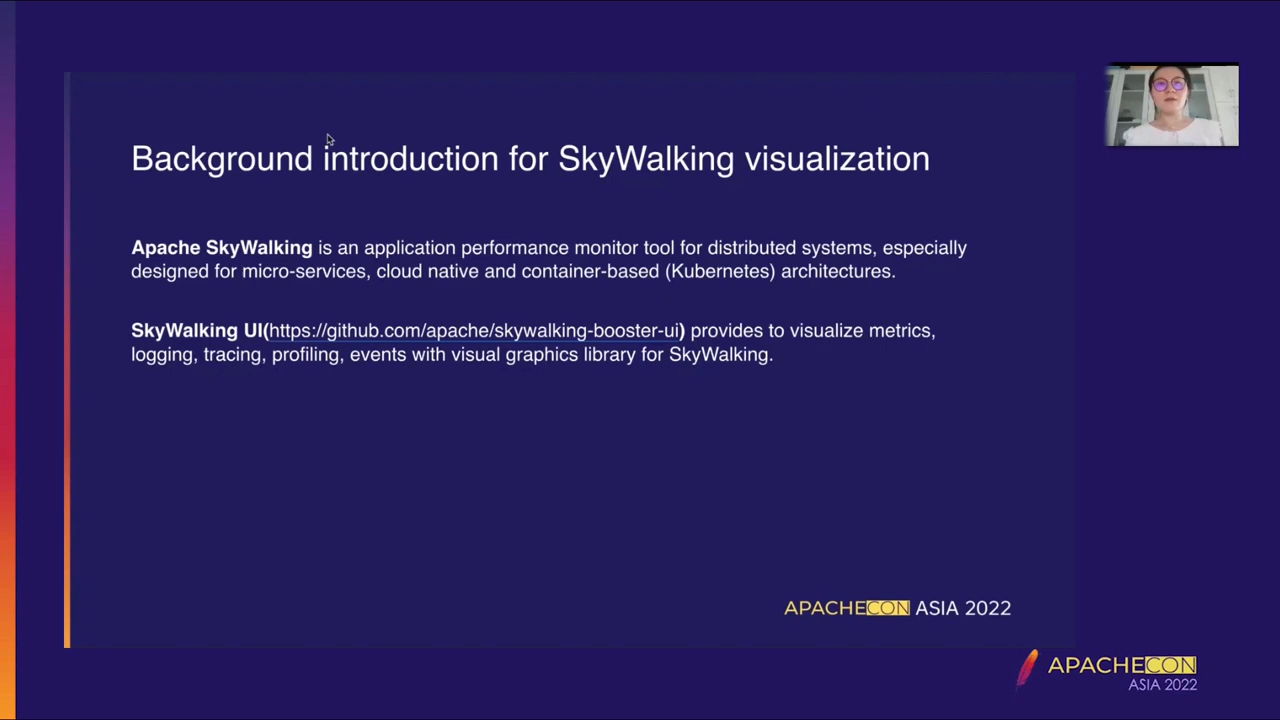 Background introduction for SkyWalking visualization
Apache SkyWalking is an application performance monitor tool for distributed systems, especially
designed for micro-services, cloud native and container-based (Kubernetes) architectures.
SkyWalking UI(https://github.com/apache/skywalking-booster-ui) provides to visualize metrics,
logging, tracing, profiling, events with visual graphics library for SkyWalking.
APACHECON ASIA 2022
APACHECON
ASIA 2022